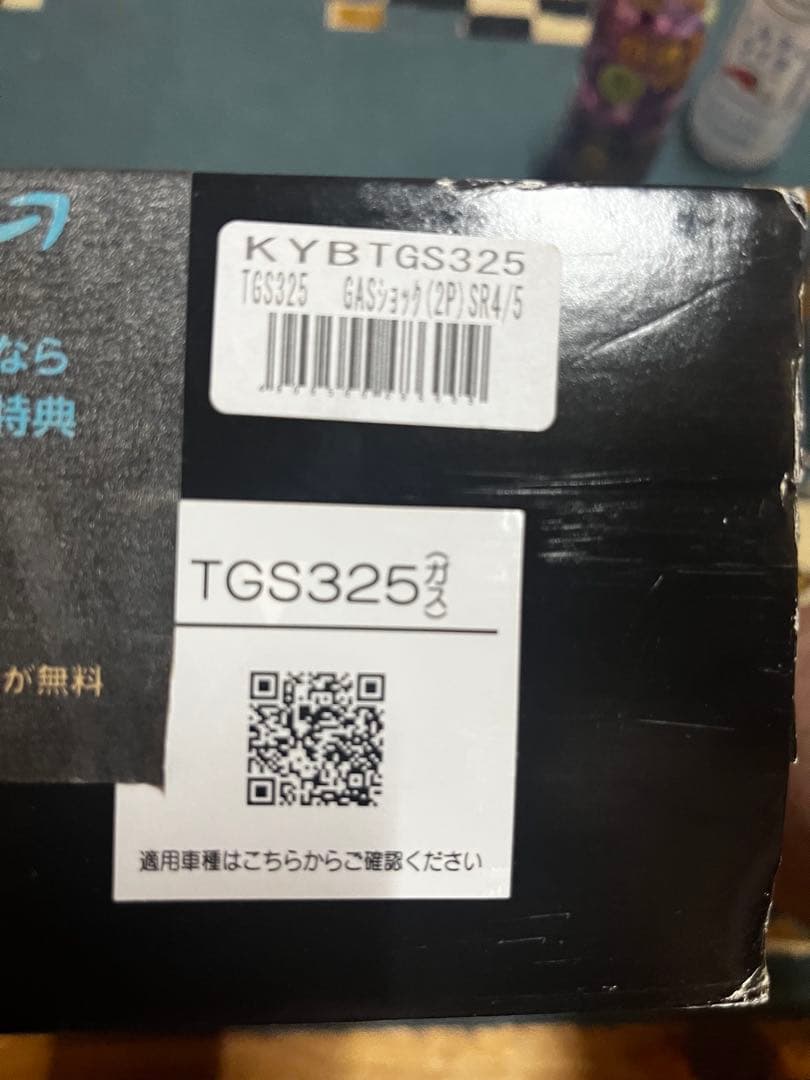 KYBTGS325
TGS325 GASショック(2P)SR4/5
なら
特典
が無料
TGS325(ガス)
適用車種はこちらからご確認ください